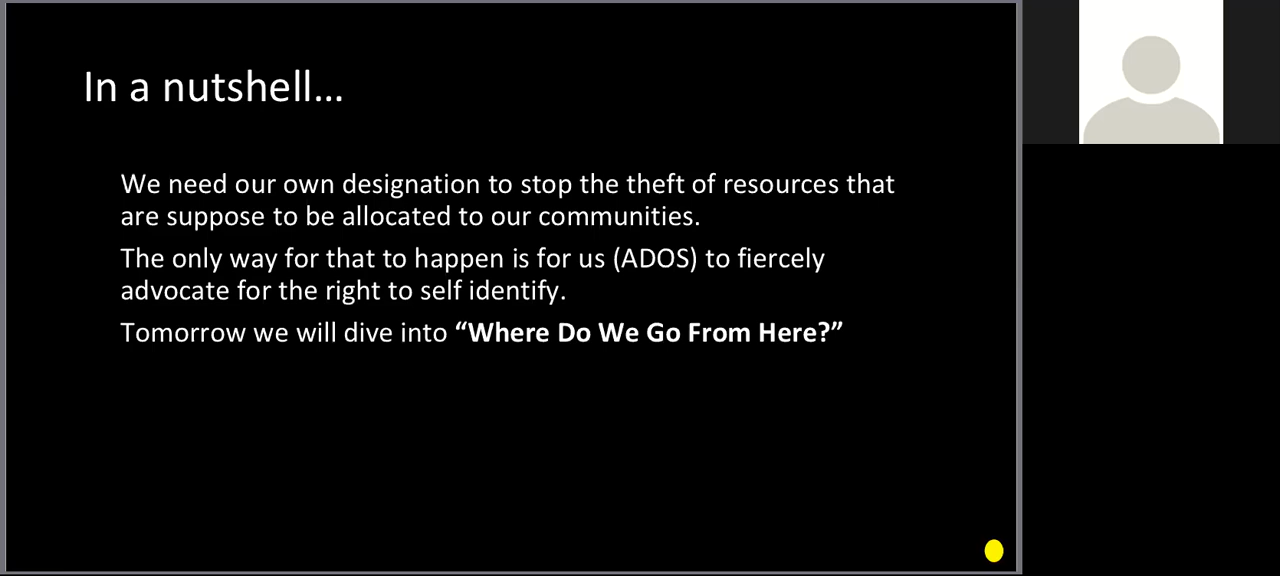 In a nutshell...
We need our own designation to stop the theft of resources that
are suppose to be allocated to our communities.
The only way for that to happen is for us (ADOS) to fiercely
advocate for the right to self identify.
Tomorrow we will dive into “Where Do We Go From Here?”